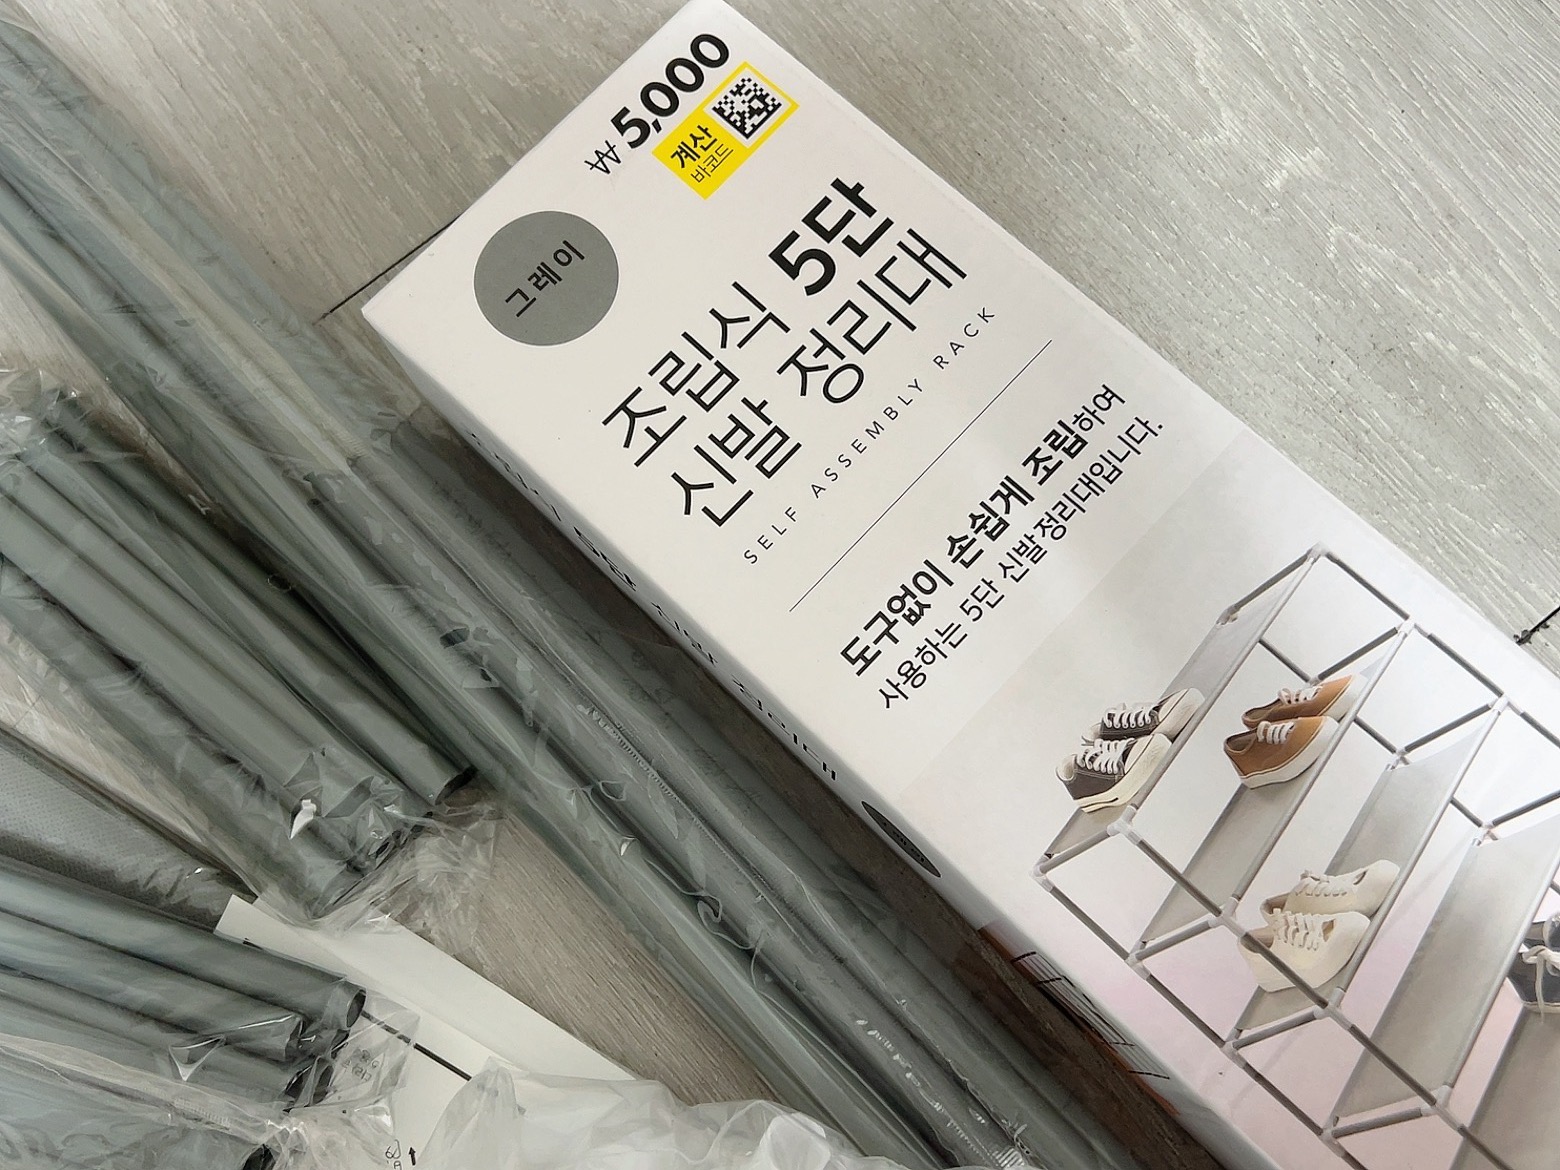 ₩5,000
계산
바코드
그레이
조립식 5단
신발 정리대
SELF ASSEMBLY RACK
도구없이 손쉽게 조립하여
사용하는 5단 신발 정리대입니다.